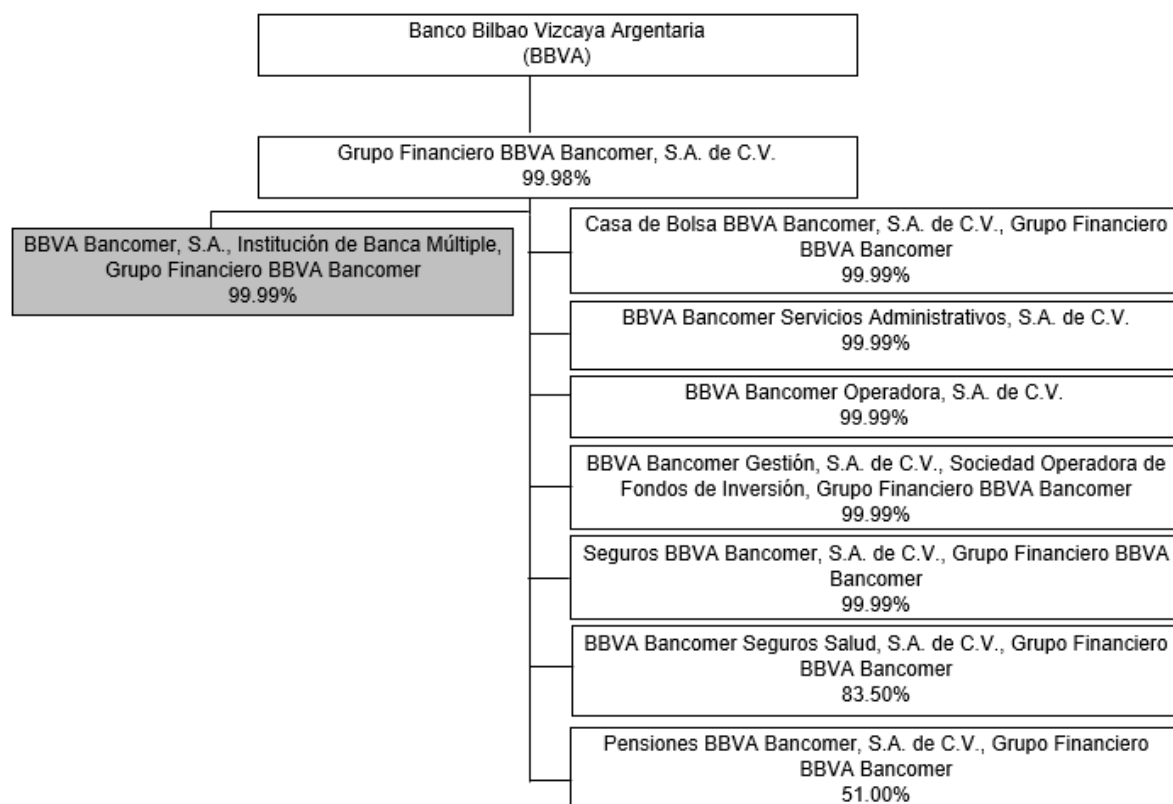 Banco Bilbao Vizcaya Argentaria
(BBVA)
Grupo Financiero BBVA Bancomer, S.A. de C.V.
99.98%
BBVA Bancomer, S.A., Institución de Banca Múltiple,
Grupo Financiero BBVA Bancomer
99.99%
Casa de Bolsa BBVA Bancomer, S.A. de C.V., Grupo Financiero
BBVA Bancomer
99.99%
BBVA Bancomer Servicios Administrativos, S.A. de C.V.
99.99%
BBVA Bancomer Operadora, S.A. de C.V.
99.99%
BBVA Bancomer Gestión, S.A. de C.V., Sociedad Operadora de
Fondos de Inversión, Grupo Financiero BBVA Bancomer
99.99%
Seguros BBVA Bancomer, S.A. de C.V., Grupo Financiero BBVA
Bancomer
99.99%
BBVA Bancomer Seguros Salud, S.A. de C.V., Grupo Financiero
BBVA Bancomer
83.50%
Pensiones BBVA Bancomer, S.A. de C.V., Grupo Financiero
BBVA Bancomer
51.00%